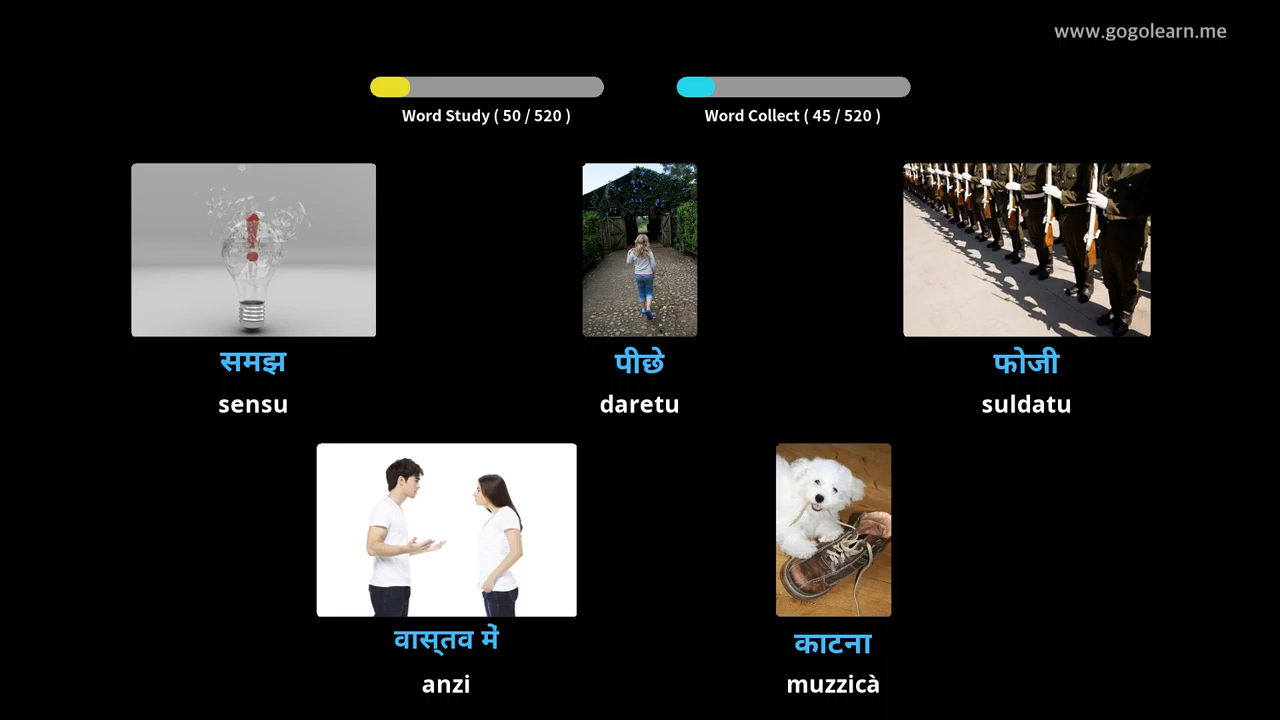 www.gogolearn.me
Word Study ( 50 / 520 )
Word Collect ( 45 / 520 )
समझ
sensu
पीछे
daretu
फोजी
suldatu
वास्तव में
anzi
काटना
muzzicà